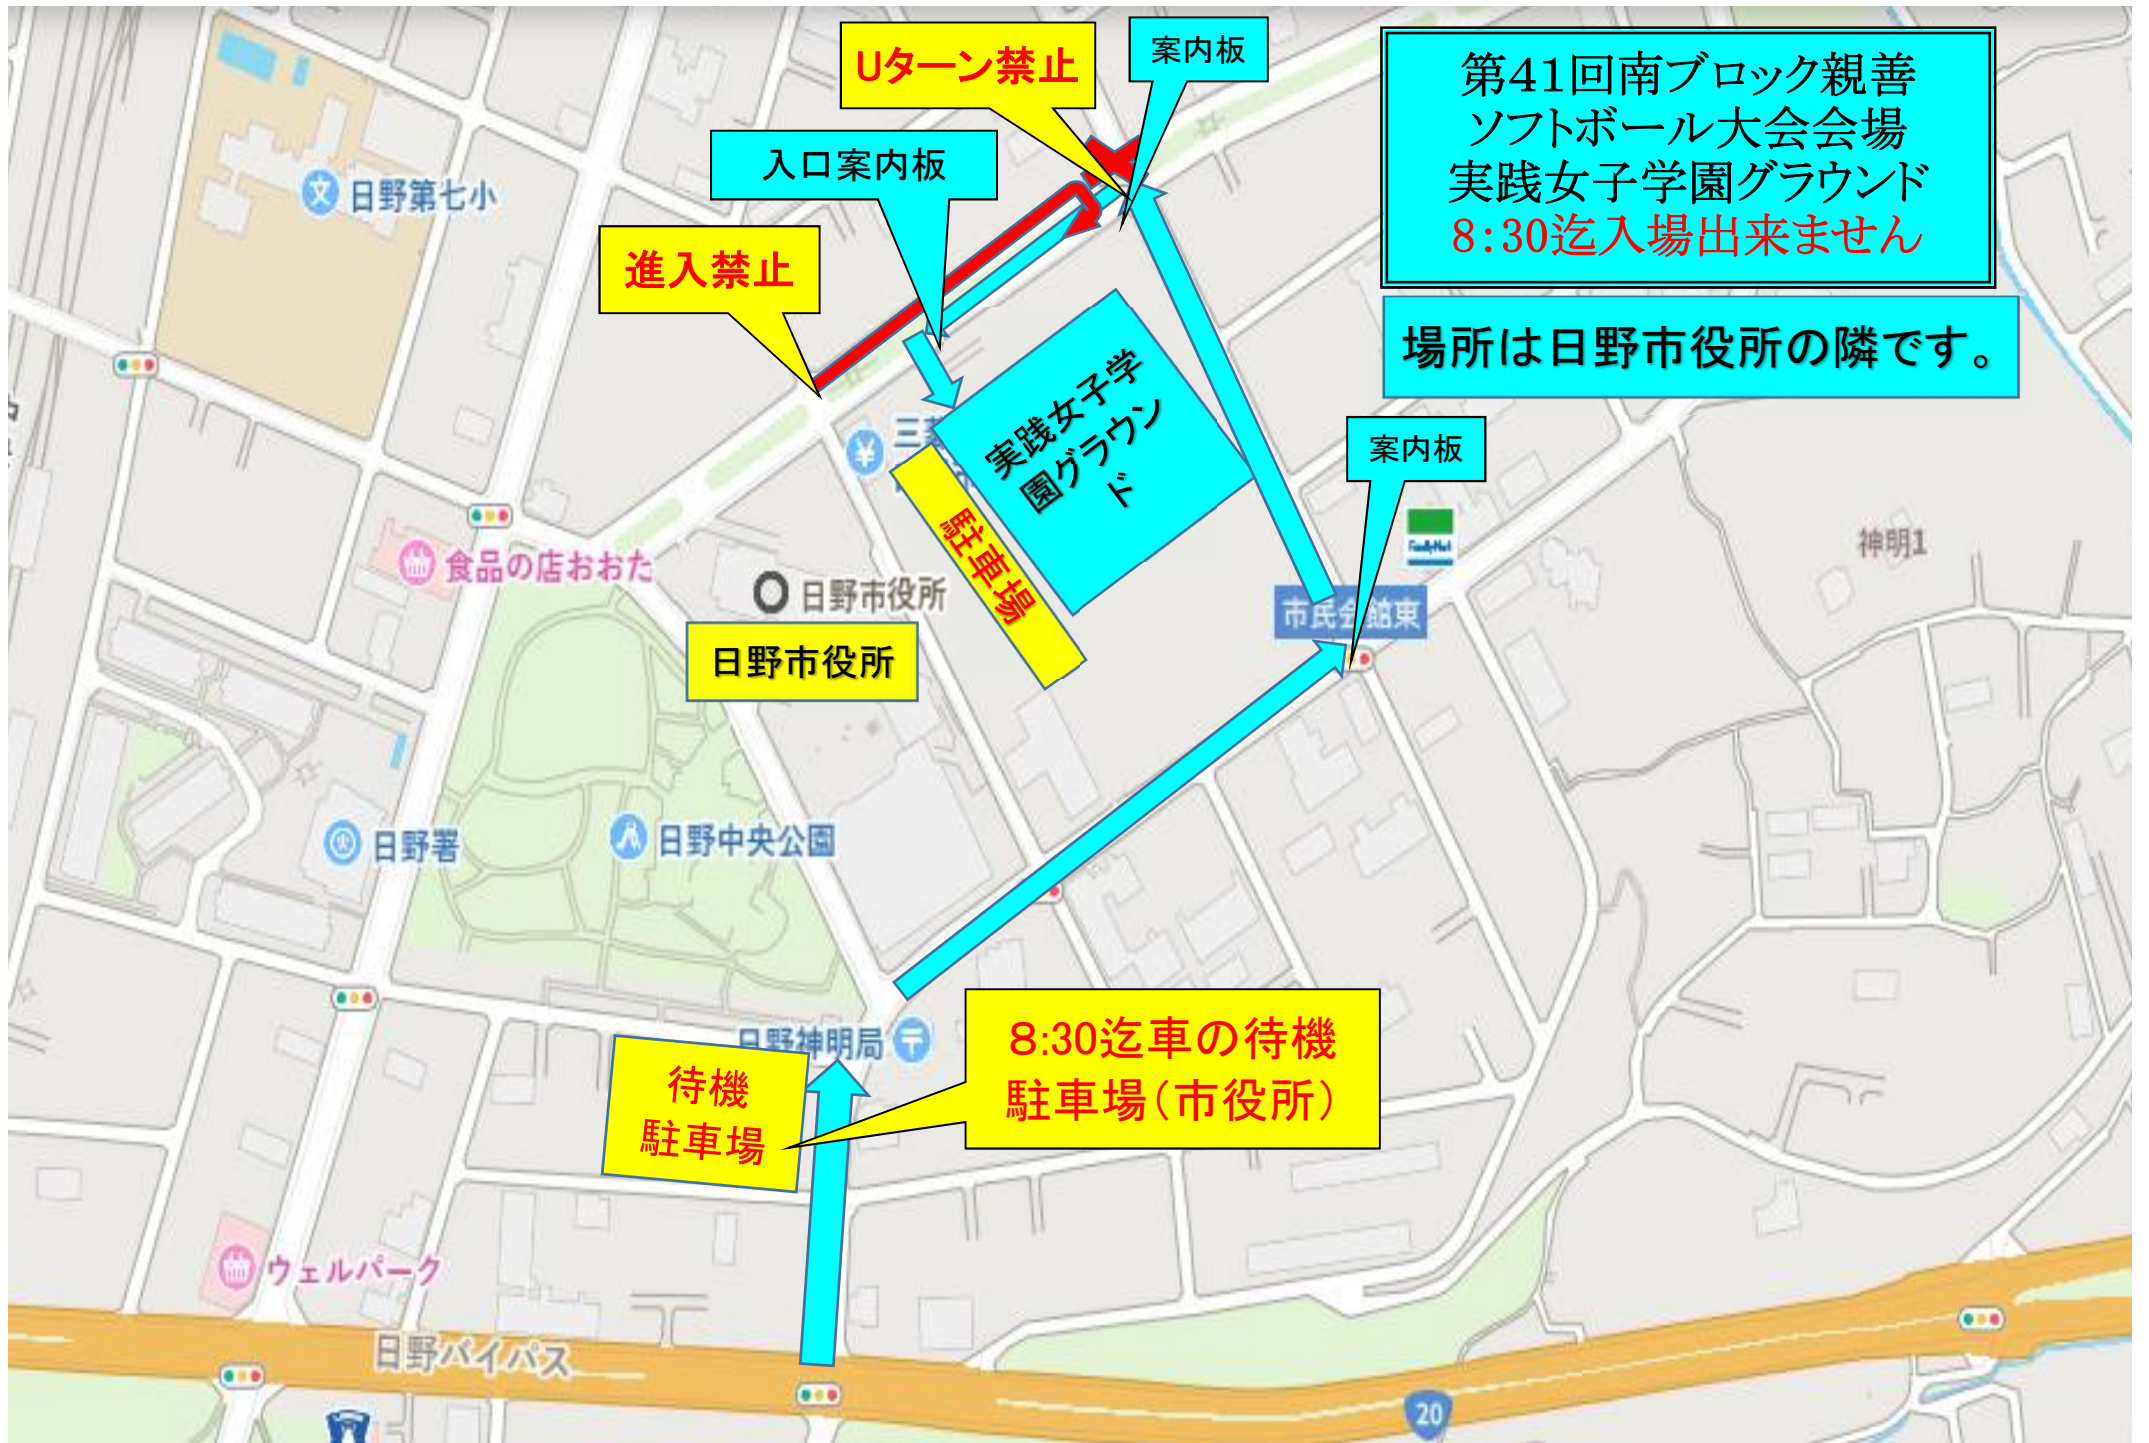 Uターン禁止
案内板
第41回南ブロック親善
ソフトボール大会会場
実践女子学園グラウンド
8:30迄入場出来ません
入口案内板
日野第七小
進入禁止
場所は日野市役所の隣です。
三
実践女子学
園グラウン
ド
案内板
駐車場
FamilyMart
神明1
食品の店おおた
日野市役所
市民会館東
日野市役所
日野署
日野中央公園
日野神明局
8:30迄車の待機
駐車場(市役所)
待機
駐車場
ウェルパーク
日野バイパス
20